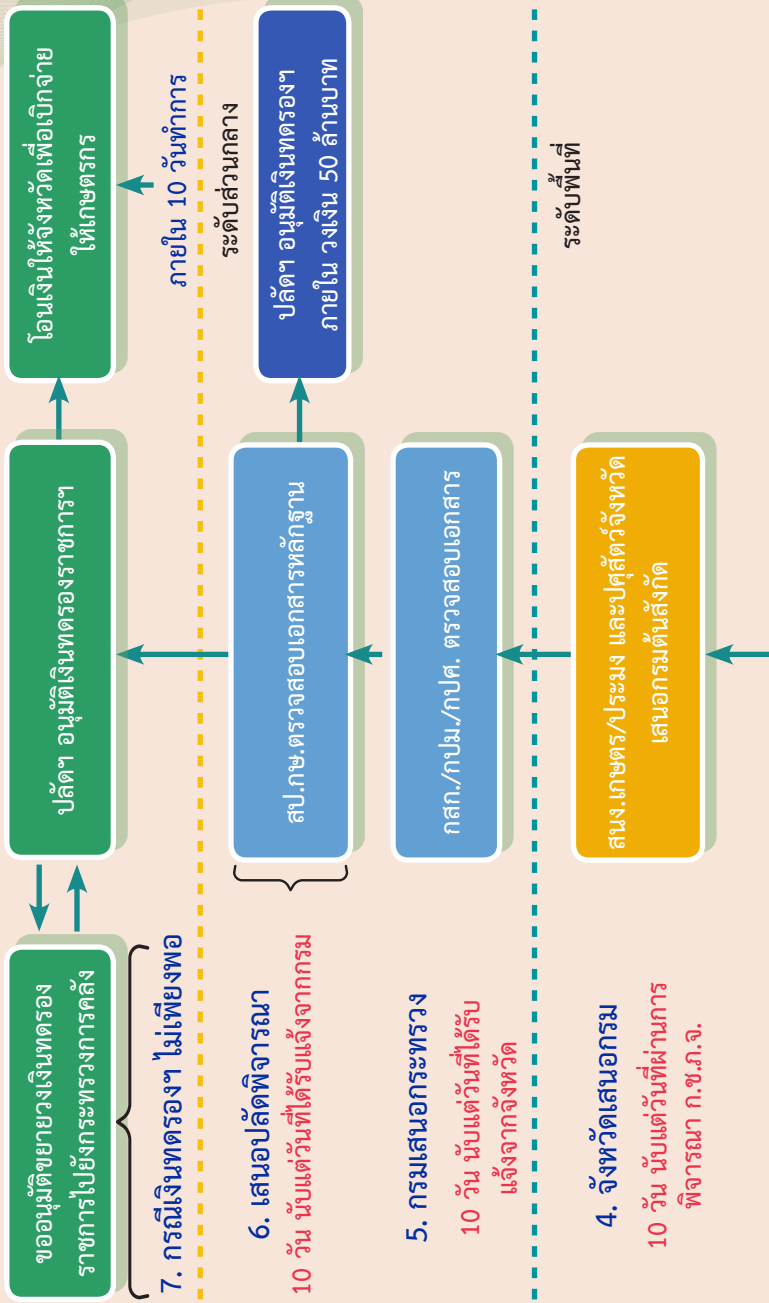 ขออนุมัติขยายวงเงินทดรอง
ราชการไปยังกระทรวงการคลัง
ปลัดฯ อนุมัติเงินทดรองราชการฯ
โอนเงินให้จังหวัดเพื่อเบิกจ่าย
ให้เกษตรกร
7. กรณีเงินทดรองฯ ไม่เพียงพอ
ภายใน 10 วันทำการ
ระดับส่วนกลาง
6. เสนอปลัดพิจารณา
10 วัน นับแต่วันที่ได้รับแจ้งจากกรม
สป.กษ.ตรวจสอบเอกสารหลักฐาน
ปลัดฯ อนุมัติเงินทดรองฯ
ภายใน วงเงิน 50 ล้านบาท
5. กรมเสนอกระทรวง
10 วัน นับแต่วันที่ได้รับ
แจ้งจากจังหวัด
กสก./กปม./กปศ. ตรวจสอบเอกสาร
ระดับพื้นที่
4. จังหวัดเสนอกรม
10 วัน นับแต่วันที่ผ่านการ
พิจารณา ก.ช.ภ.จ.
สนง.เกษตร/ประมง และปศุสัตว์จังหวัด
เสนอกรมต้นสังกัด